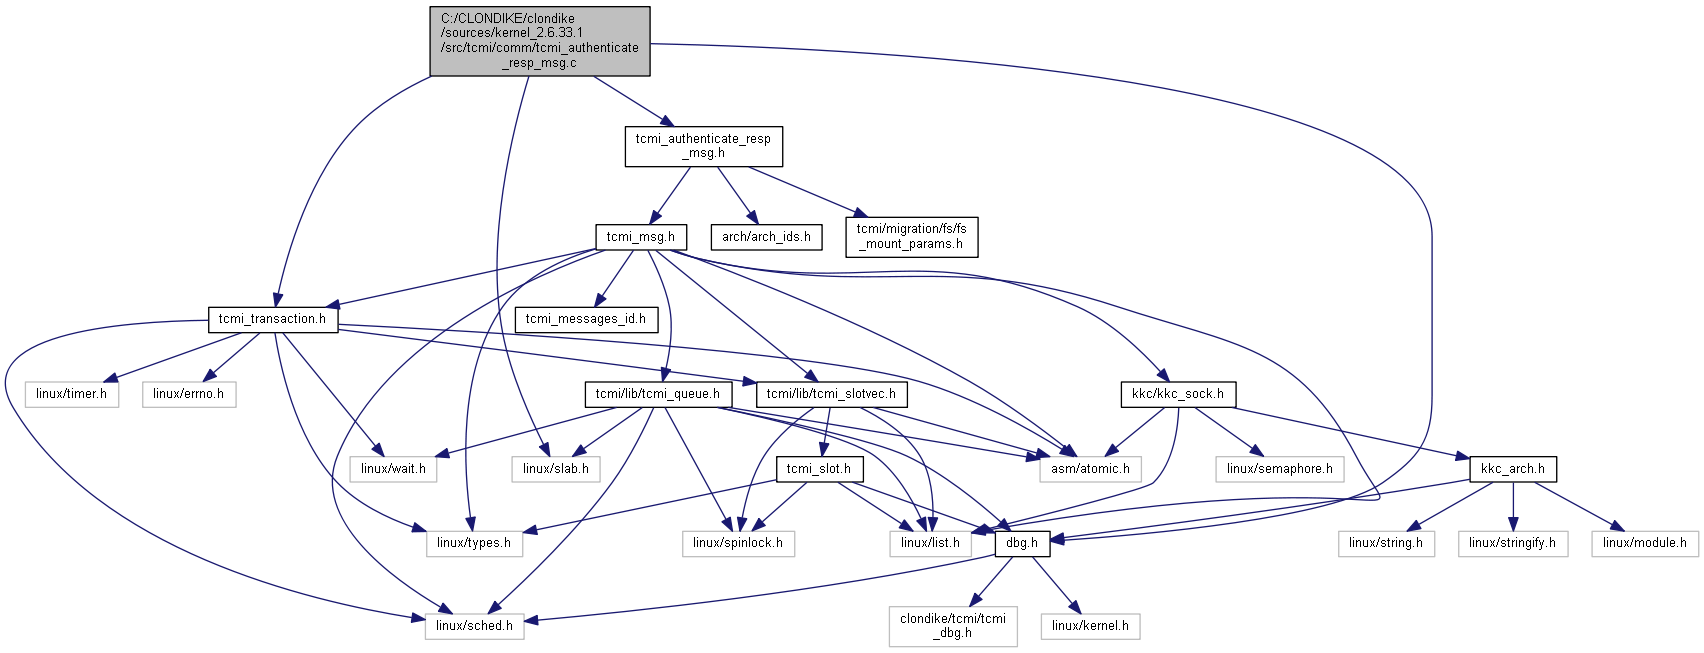 C:/CLONDIKE/clondike
/sources/kernel_2.6.33.1
/src/tcmi/comm/tcmi_authenticate
_resp_msg.c
tcmi_authenticate_resp
_msg.h
tcmi_msg.h
arch/arch_ids.h
tcmi/migration/fs/fs
_mount_params.h
tcmi_transaction.h
tcmi_messages_id.h
linux/timer.h
linux/errno.h
tcmi/lib/tcmi_queue.h
tcmi/lib/tcmi_slotvec.h
kkc/kkc_sock.h
linux/wait.h
linux/slab.h
tcmi_slot.h
asm/atomic.h
linux/semaphore.h
kkc_arch.h
linux/types.h
linux/spinlock.h
linux/list.h
dbg.h
linux/string.h
linux/stringify.h
linux/module.h
linux/sched.h
clondike/tcmi/tcmi
_dbg.h
linux/kernel.h